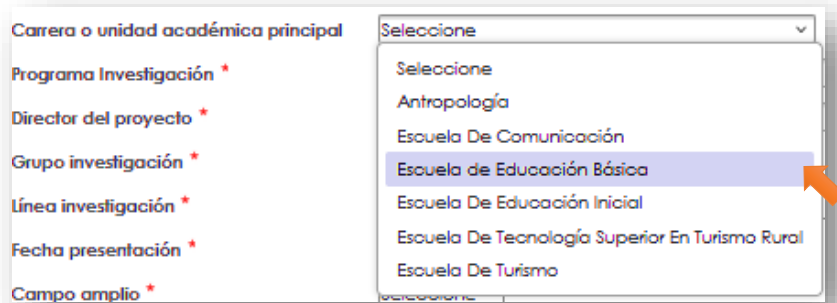 Carrera o unidad académica principal Seleccione
Seleccione
Programa Investigación *
Antropología
Director del proyecto *
Escuela De Comunicación
Grupo investigación *
Escuela de Educación Básica
Línea investigación *
Escuela De Educación Inicial
Escuela De Tecnología Superior En Turismo Rural
Fecha presentación *
Escuela De Turismo
Campo amplio *